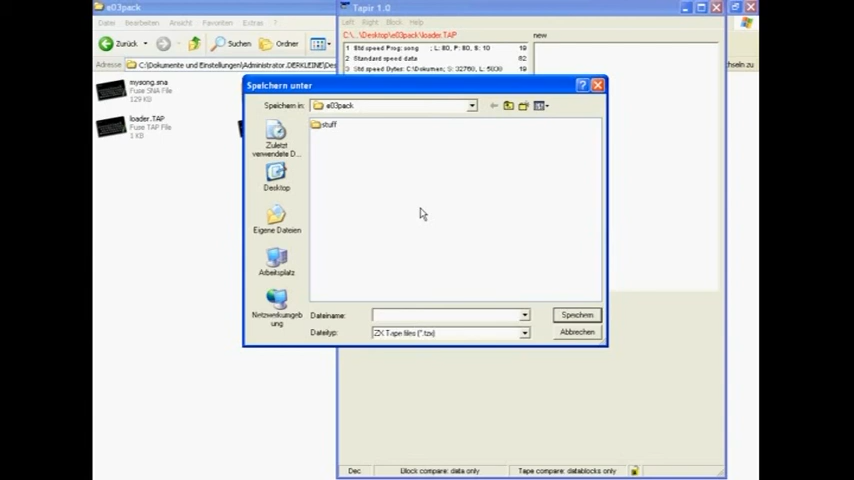 e03pack
Datei Bearbeiten Ansicht Favoriten Extras ?
Zurück Suchen Ordner
Adresse C:\Dokumente und Einstellungen\Administrator.DERKLEINE\Des
mysong.sna
Fuse SNA File
129 KB
loader.TAP
Fuse TAP File
1 KB
Tapir 1.0
Left Right Block Help
C:\...\Desktop\e03pack\loader.TAP
new
1 Std speed Prog: song ; L: 80, P: 80, S: 10 19
2 Standard speed data 82
3 Std speed Bytes: C:\Dokumen; S: 32760, L: 5030 19
chseln zu
Speichern unter
Speichern in: e03pack
stuff
Zuletzt
verwendete D...
Desktop
Eigene Dateien
Arbeitsplatz
Netzwerkumgeb
ung
Dateiname:
Speichern
Dateityp: ZX Tape files (*.tzx)
Abbrechen
Dec Block compare: data only Tape compare: datablocks only